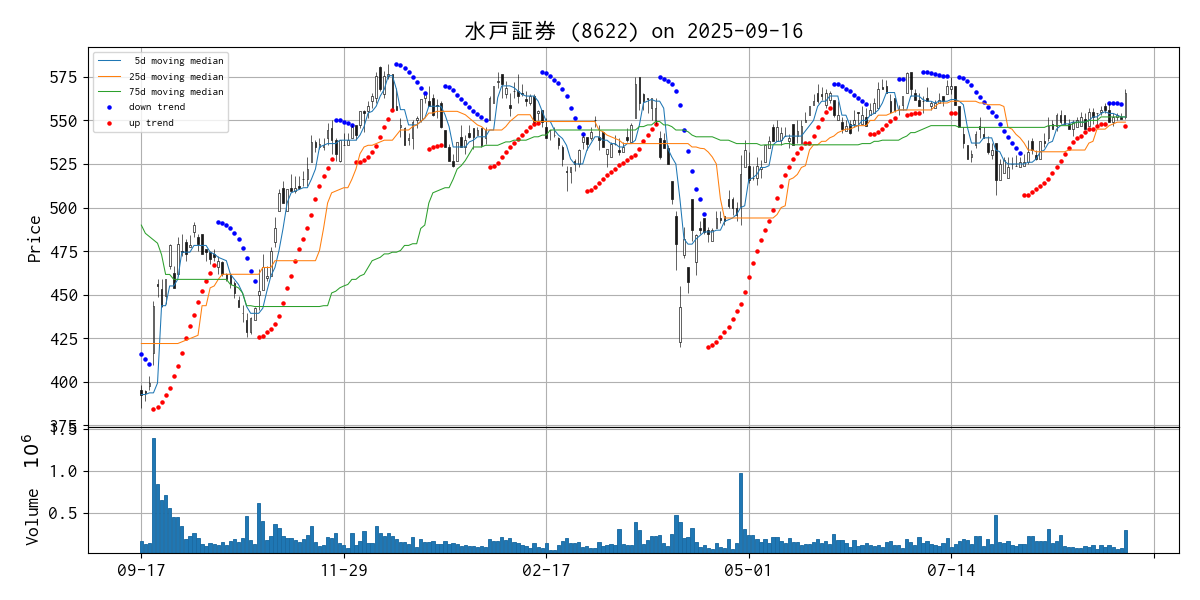 水戸証券 (8622) on 2025-09-16
5d moving median
25d moving median
75d moving median
down trend
up trend
Price
575
550
525
500
475
450
425
400
375
Volume 10^6
1.5
1.0
0.5
09-17 11-29 02-17 05-01 07-14